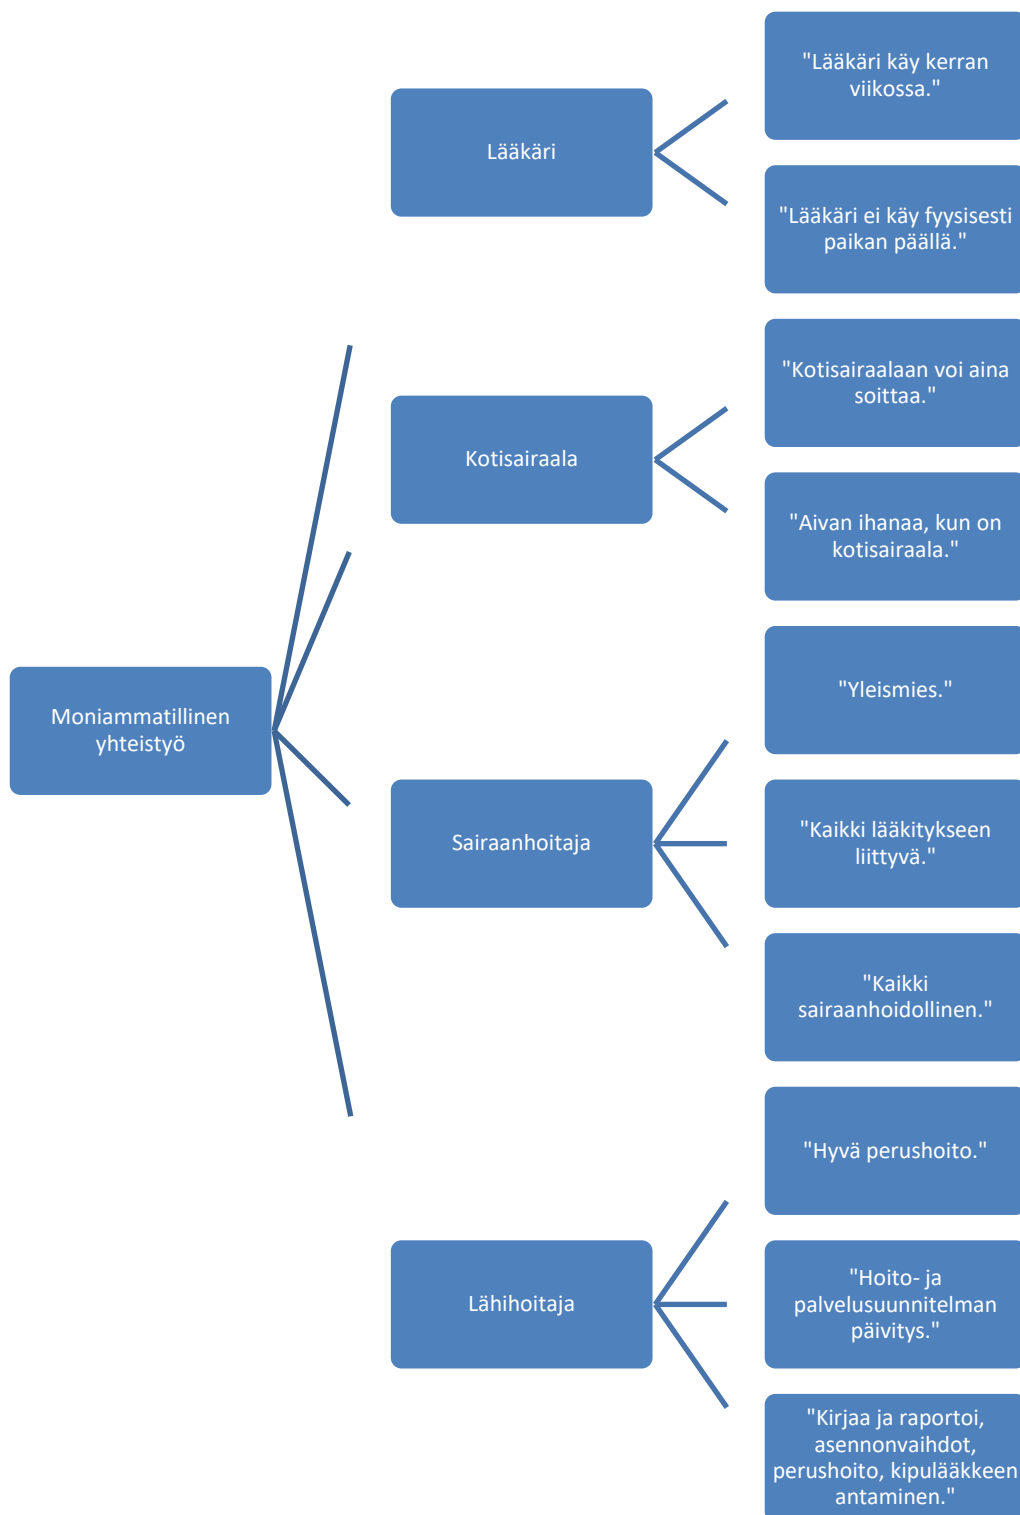 Moniammatillinen
yhteistyö
Lääkäri
"Lääkäri käy kerran
viikossa."
"Lääkäri ei käy fyysisesti
paikan päällä."
Kotisairaala
"Kotisairaalaan voi aina
soittaa."
"Aivan ihanaa, kun on
kotisairaala."
Sairaanhoitaja
"Yleismies."
"Kaikki lääkitykseen
liittyvä."
"Kaikki
sairaanhoidollinen."
Lähihoitaja
"Hyvä perushoito."
"Hoito- ja
palvelusuunnitelman
päivitys."
"Kirjaa ja raportoi,
asennonvaihdot,
perushoito, kipulääkkeen
antaminen."